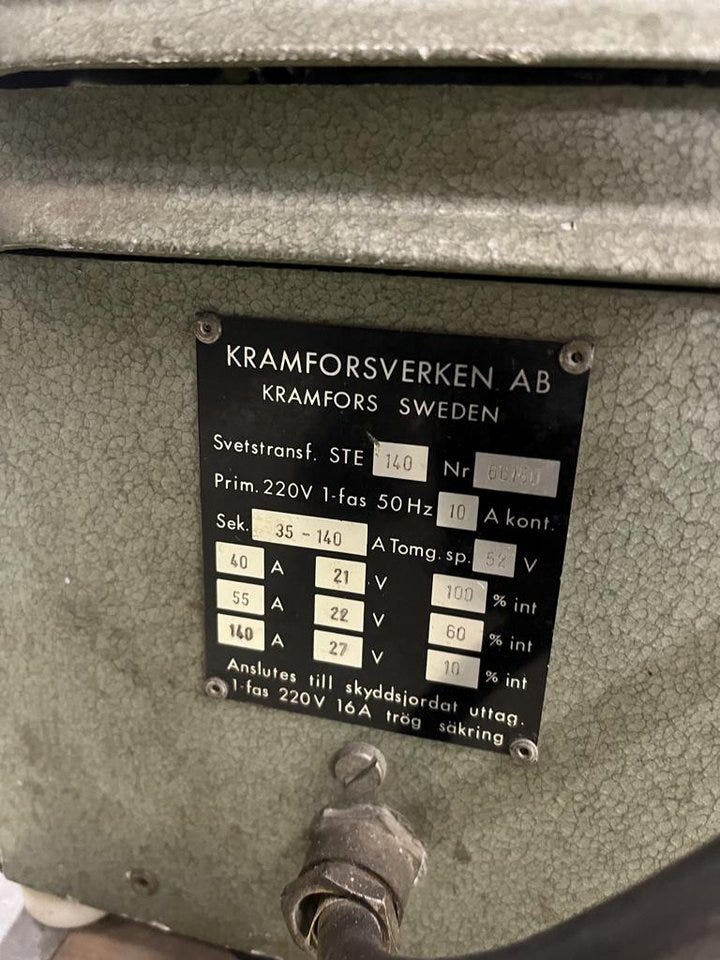 KRAMFORSVERKEN AB
KRAMFORS SWEDEN
Svetstransf. STE 140 Nr
Prim. 220V 1-fas 50Hz 10 A kont.
Sek. 35 - 140 A Tomg. sp. 52 V
40 A 21 V 100 % int
55 A 22 V 60 % int
140 A 27 V 10 % int
Anslutes till skyddsjordat uttag.
1-fas 220V 16A trög säkring